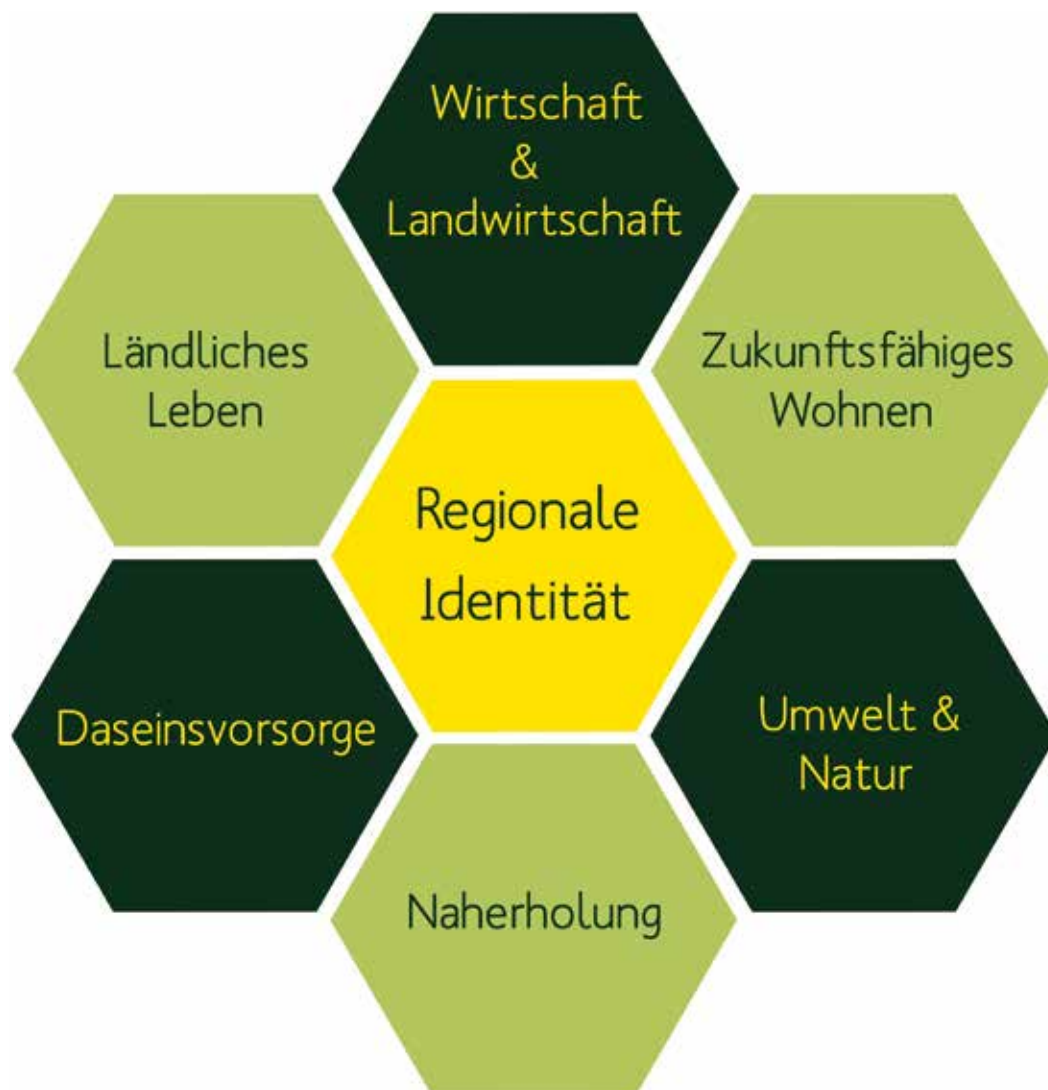 Wirtschaft
&
Landwirtschaft
Ländliches
Leben
Zukunftsfähiges
Wohnen
Regionale
Identität
Daseinsvorsorge
Umwelt &
Natur
Naherholung